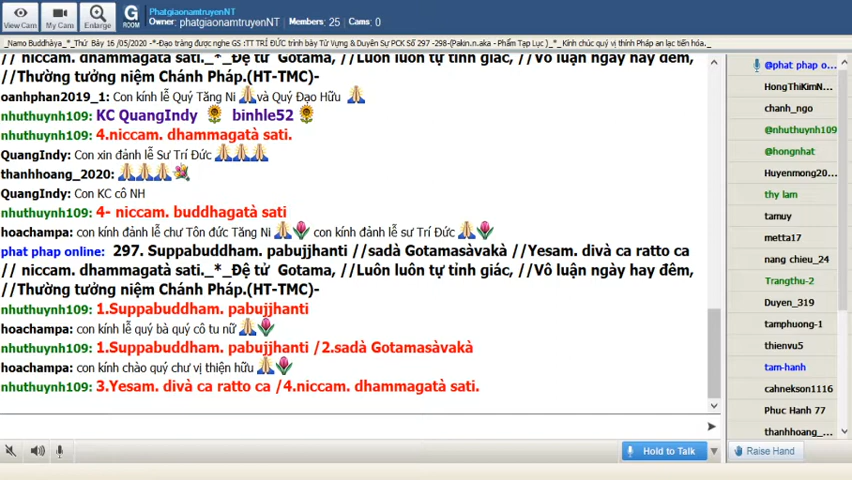 View Cam
My Cam
Enlarge
G
ROOM
PhatgiaonamtruyenNT
Owner: phatgiaonamtruyenNT
Members: 25
Cams: 0
_Namo Buddhàya_*_Thứ Bảy 16 /05/2020 -*-Đạo tràng được nghe GS :TT TRÍ ĐỨC trình bày Từ Vựng & Duyên Sự PCK Số 297 -298-(Pakin.n.aka - Phẩm Tạp Lục )_*_ Kính chúc quý vị thính Pháp an lạc tiến hóa._
// niccam. dhammagatà sati._*_Đệ tử Gotama, //Luôn luôn tự tỉnh giác, //Vô luận ngày hay đêm,
//Thường tưởng niệm Chánh Pháp.(HT-TMC)-
oanhphan2019_1: Con kính lễ Quý Tăng Ni và Quý Đạo Hữu
nhuthuynh109: KC QuangIndy binhle52
nhuthuynh109: 4.niccam. dhammagatà sati.
QuangIndy: Con xin đảnh lễ Sư Trí Đức
thanhhoang_2020:
QuangIndy: Con KC cô NH
nhuthuynh109: 4- niccam. buddhagatà sati
hoachampa: con kính đảnh lễ chư Tôn đức Tăng Ni con kính đảnh lễ sư Trí Đức
phat phap online: 297. Suppabuddham. pabujjhanti //sadà Gotamasàvakà //Yesam. divà ca ratto ca
// niccam. dhammagatà sati._*_Đệ tử Gotama, //Luôn luôn tự tỉnh giác, //Vô luận ngày hay đêm,
//Thường tưởng niệm Chánh Pháp.(HT-TMC)-
nhuthuynh109: 1.Suppabuddham. pabujjhanti
hoachampa: con kính lễ quý bà quý cô tu nữ
nhuthuynh109: 1.Suppabuddham. pabujjhanti /2.sadà Gotamasàvakà
hoachampa: con kính chào quý chư vị thiện hữu
nhuthuynh109: 3.Yesam. divà ca ratto ca /4.niccam. dhammagatà sati.
@phat phap o...
HongThiKimN...
chanh_ngo
@nhuthuynh109
@hongnhat
Huyenmong20...
thy lam
tamuy
metta17
nang chieu_24
Trangthu-2
Duyen_319
tamphuong-1
thienvu5
tam-hanh
cahnekson1116
Phuc Hanh 77
thanhhoang_...
Hold to Talk
Raise Hand